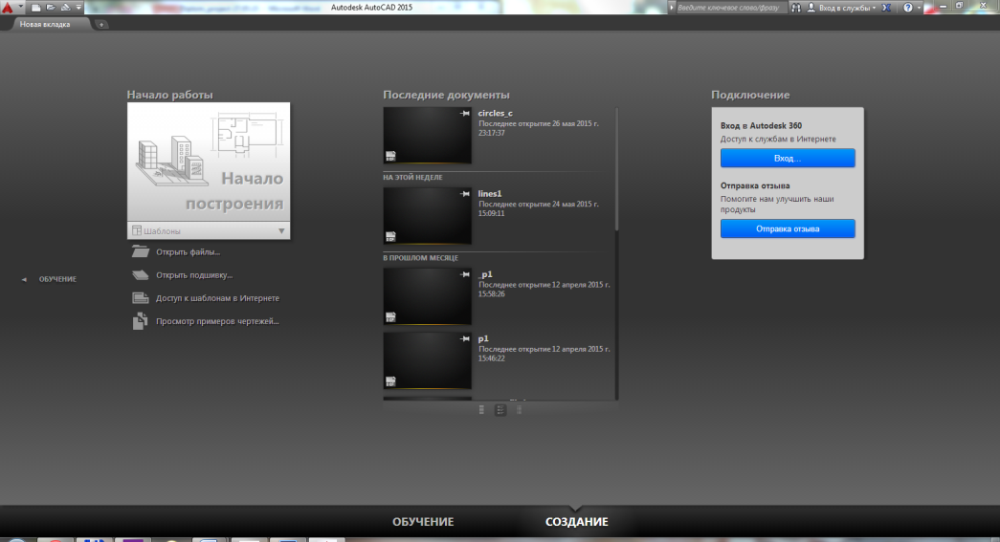 Autodesk AutoCAD 2015
Введите ключевое слово/фразу
Вход в службы
Новая вкладка
Начало работы
Начало
построения
Шаблоны
Открыть файлы...
Открыть подшивку...
Доступ к шаблонам в Интернете
Просмотр примеров чертежей...
ОБУЧЕНИЕ
Последние документы
circles_c
Последнее открытие 26 мая 2015 г.
23:17:37
НА ЭТОЙ НЕДЕЛЕ
lines1
Последнее открытие 24 мая 2015 г.
15:09:11
В ПРОШЛОМ МЕСЯЦЕ
_p1
Последнее открытие 12 апреля 2015 г.
15:58:26
p1
Последнее открытие 12 апреля 2015 г.
15:46:22
Подключение
Вход в Autodesk 360
Доступ к службам в Интернете
Вход...
Отправка отзыва
Помогите нам улучшить наши
продукты
Отправка отзыва
ОБУЧЕНИЕ
СОЗДАНИЕ